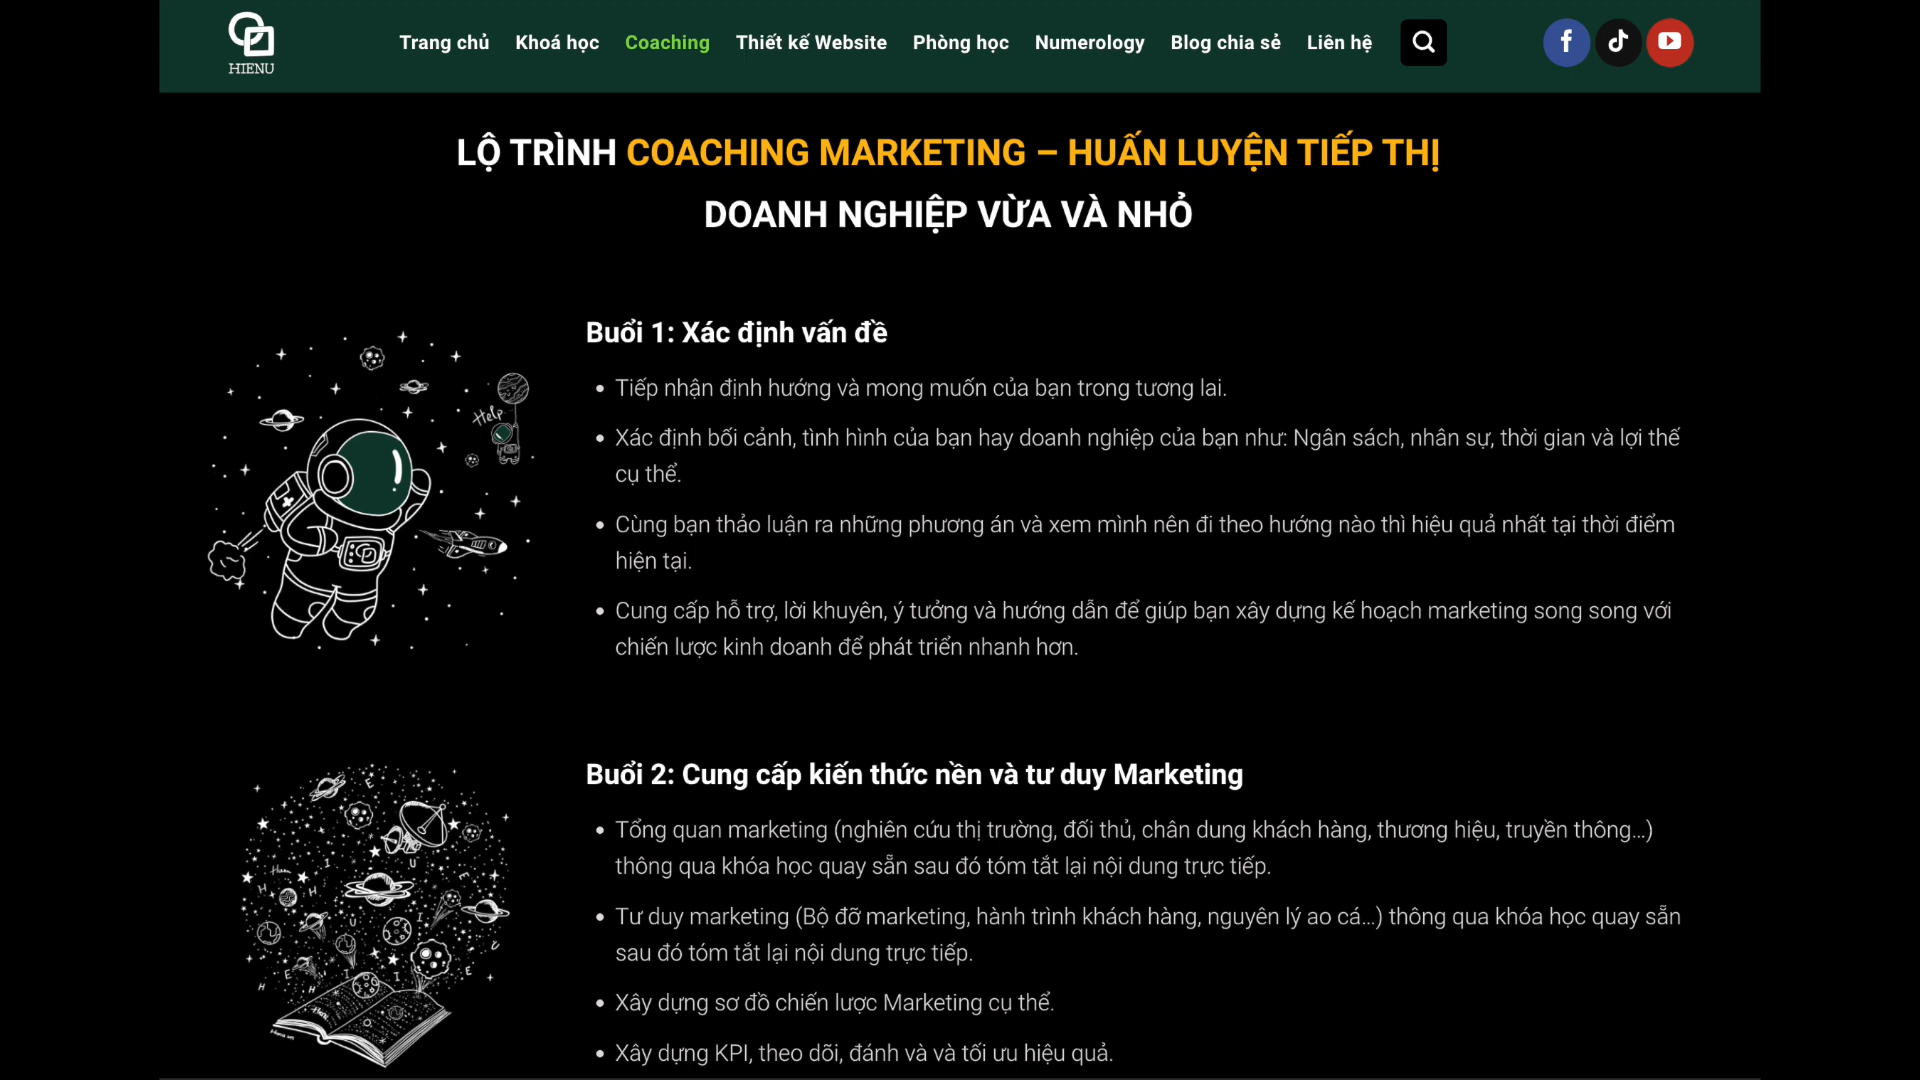 HIENU
Trang chủ Khoá học Coaching Thiết kế Website Phòng học Numerology Blog chia sẻ Liên hệ
LỘ TRÌNH COACHING MARKETING – HUẤN LUYỆN TIẾP THỊ
DOANH NGHIỆP VỪA VÀ NHỎ
Help
Buổi 1: Xác định vấn đề
• Tiếp nhận định hướng và mong muốn của bạn trong tương lai.
• Xác định bối cảnh, tình hình của bạn hay doanh nghiệp của bạn như: Ngân sách, nhân sự, thời gian và lợi thế
cụ thể.
• Cùng bạn thảo luận ra những phương án và xem mình nên đi theo hướng nào thì hiệu quả nhất tại thời điểm
hiện tại.
• Cung cấp hỗ trợ, lời khuyên, ý tưởng và hướng dẫn để giúp bạn xây dựng kế hoạch marketing song song với
chiến lược kinh doanh để phát triển nhanh hơn.
Buổi 2: Cung cấp kiến thức nền và tư duy Marketing
• Tổng quan marketing (nghiên cứu thị trường, đối thủ, chân dung khách hàng, thương hiệu, truyền thông…)
thông qua khóa học quay sẵn sau đó tóm tắt lại nội dung trực tiếp.
• Tư duy marketing (Bộ đỡ marketing, hành trình khách hàng, nguyên lý ao cá…) thông qua khóa học quay sẵn
sau đó tóm tắt lại nội dung trực tiếp.
• Xây dựng sơ đồ chiến lược Marketing cụ thể.
• Xây dựng KPI, theo dõi, đánh và và tối ưu hiệu quả.